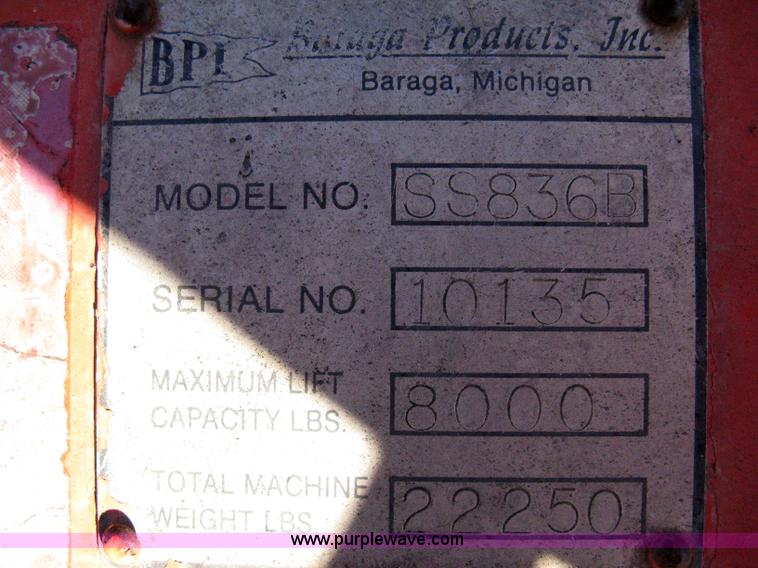 BPI Baraga Products, Inc.
Baraga, Michigan
MODEL NO. SS836B
SERIAL NO. 10135
MAXIMUM LIFT
CAPACITY LBS. 8000
TOTAL MACHINE
WEIGHT LBS. 22250
www.purplewave.com